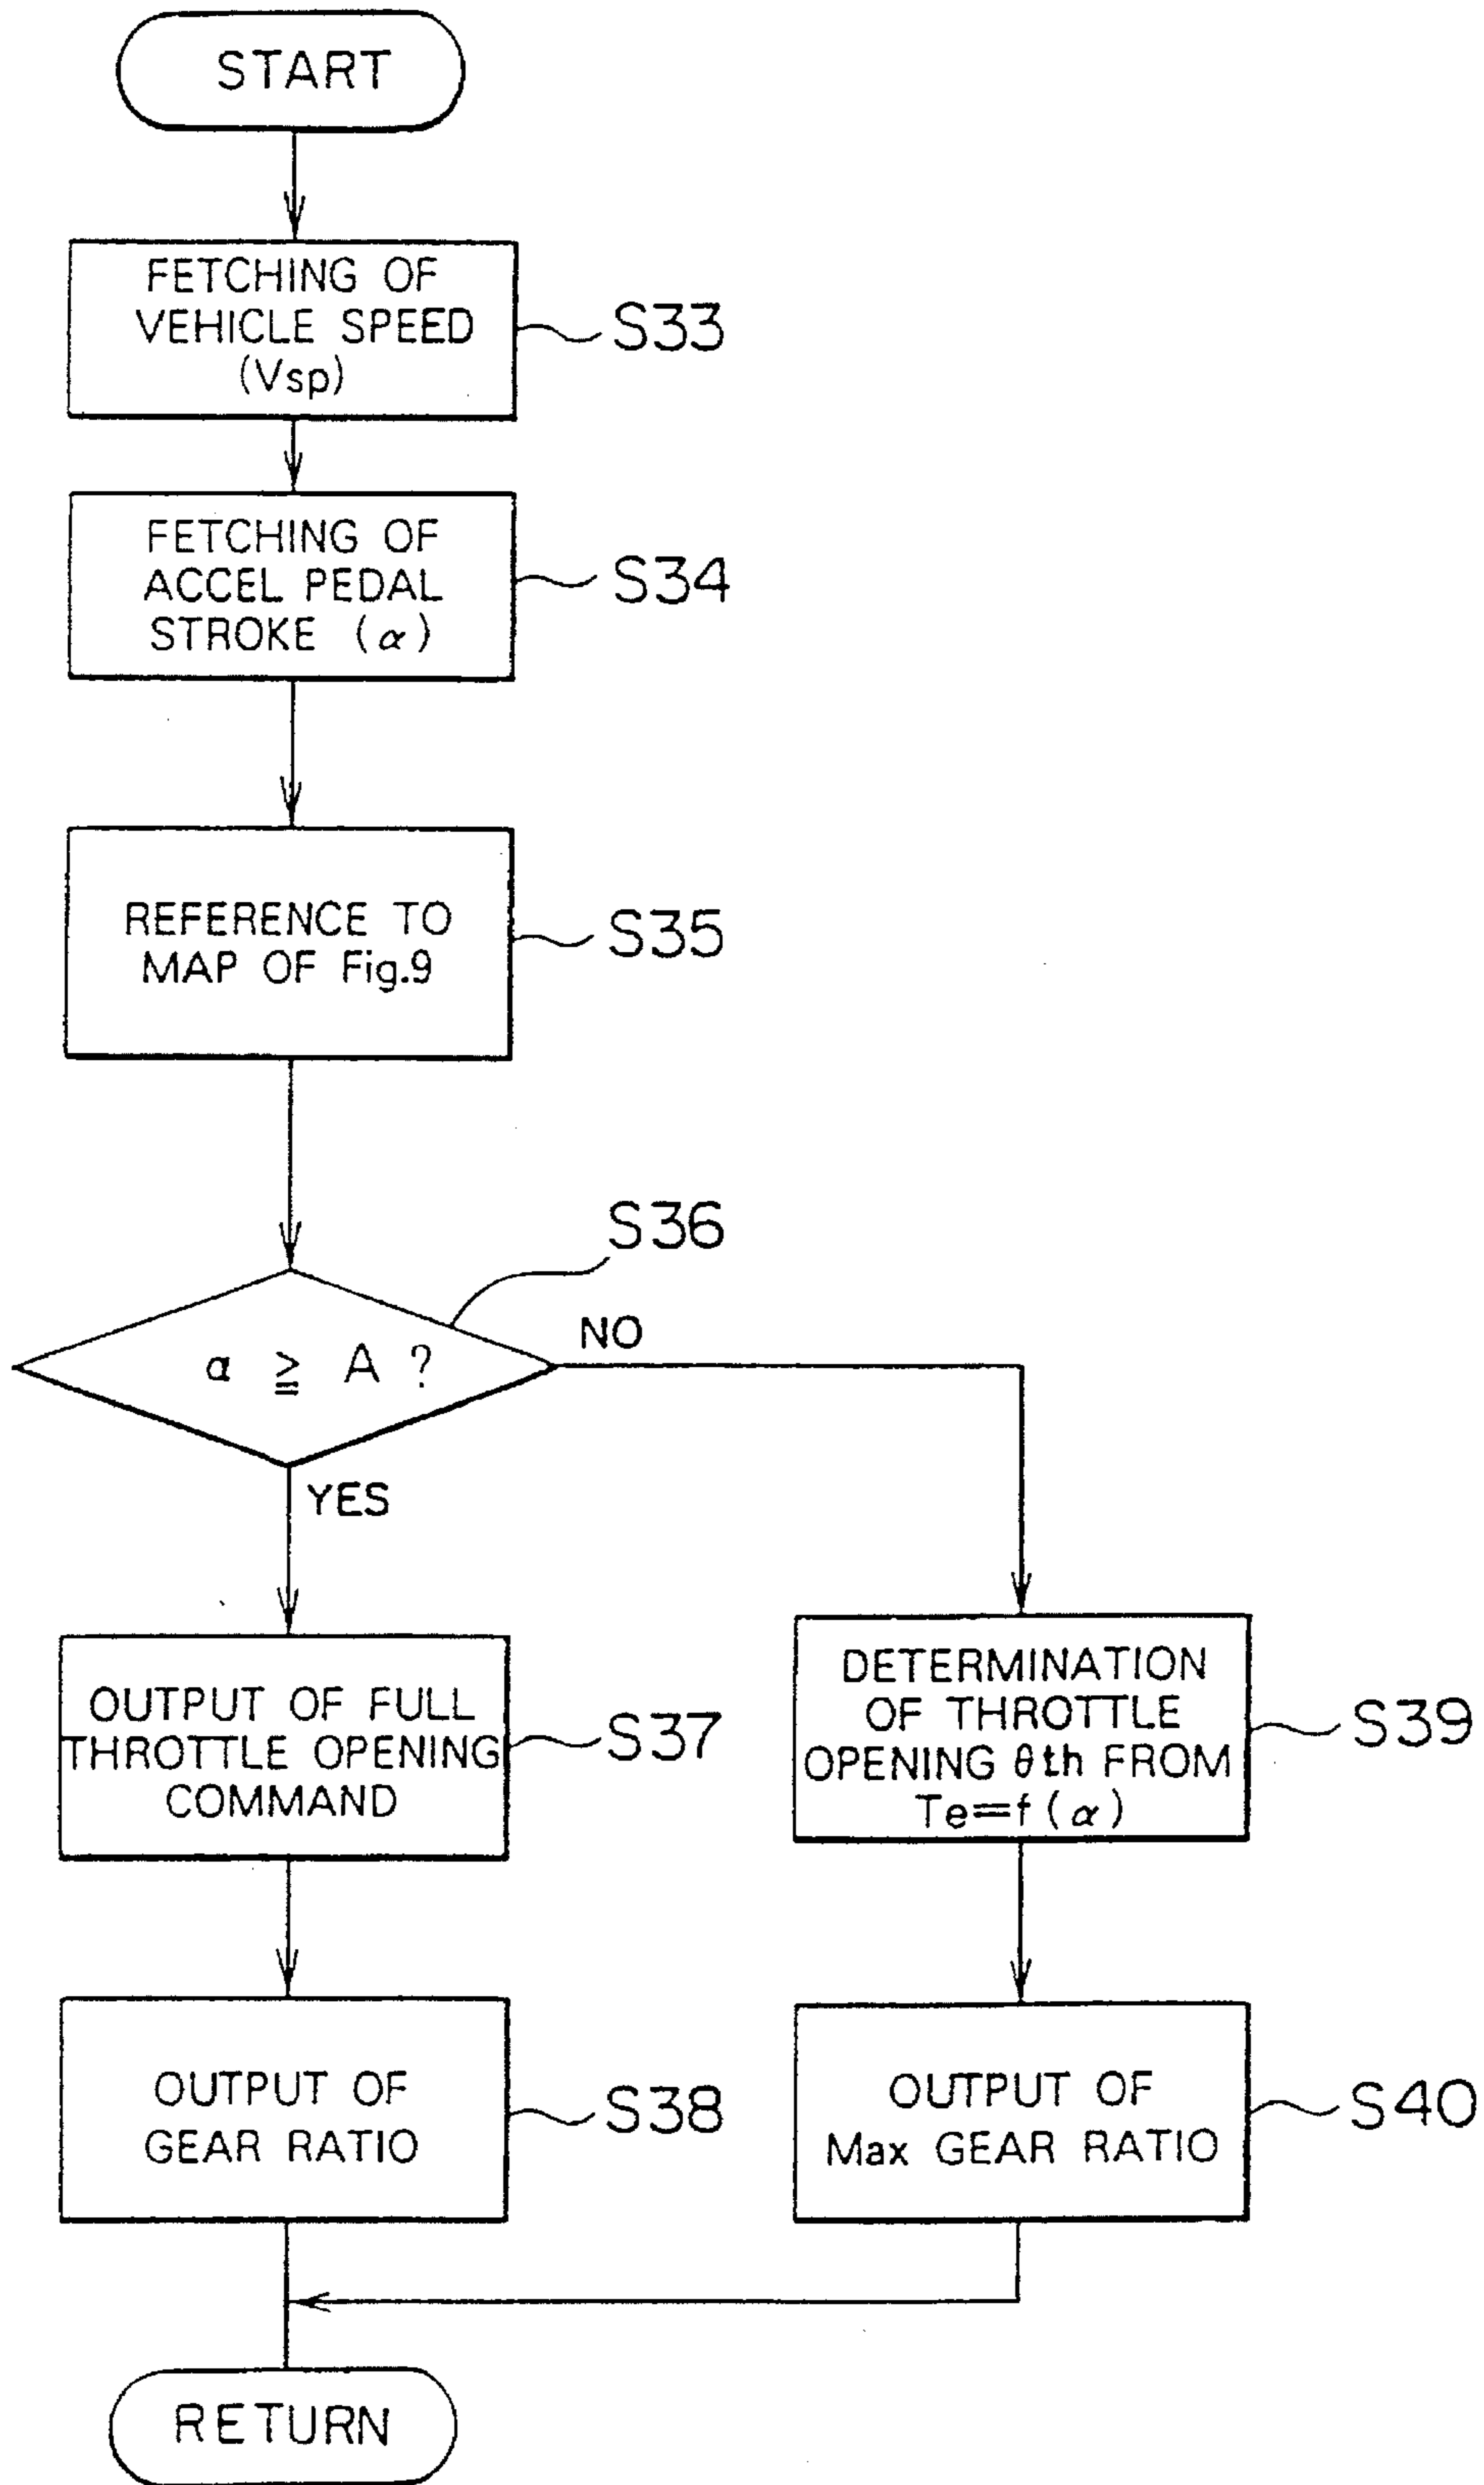 START
FETCHING OF
VEHICLE SPEED
(Vsp)
S33
FETCHING OF
ACCEL PEDAL
STROKE (α)
S34
REFERENCE TO
MAP OF Fig.9
S35
S36
α ≧ A ?
NO
YES
OUTPUT OF FULL
THROTTLE OPENING
COMMAND
S37
DETERMINATION
OF THROTTLE
OPENING θth FROM
Te=f(α)
S39
OUTPUT OF
GEAR RATIO
S38
OUTPUT OF
Max GEAR RATIO
S40
RETURN